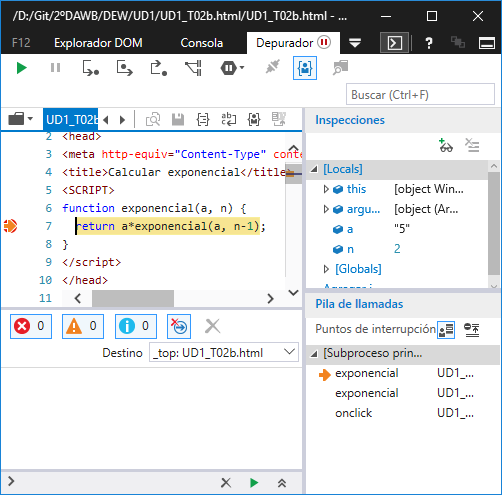 /D:/Git/2ºDAWB/DEW/UD1/UD1_T02b.html/UD1_T02b.html - ...
F12 Explorador DOM Consola Depurador
Buscar (Ctrl+F)
UD1_T02b
2 <head>
3 <meta http-equiv="Content-Type" conte
4 <title>Calcular exponencial</title
5 <SCRIPT>
6 function exponencial(a, n) {
7 return a*exponencial(a, n-1);
8 }
9 </script>
10 </head>
11
Inspecciones
[Locals]
this [object Win...
argu... [object (Ar...
a "5"
n 2
[Globals]
0 0 0
Destino _top: UD1_T02b.html
Pila de llamadas
Puntos de interrupción
[Subproceso prin...
exponencial UD1_...
exponencial UD1_...
onclick UD1_...